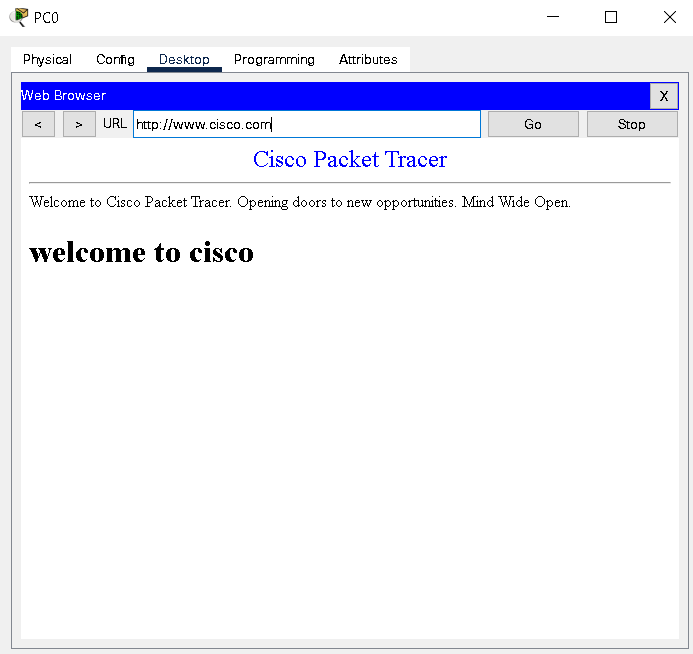 PC0
Physical Config Desktop Programming Attributes
Web Browser X
< > URL http://www.cisco.com Go Stop
Cisco Packet Tracer
Welcome to Cisco Packet Tracer. Opening doors to new opportunities. Mind Wide Open.
welcome to cisco